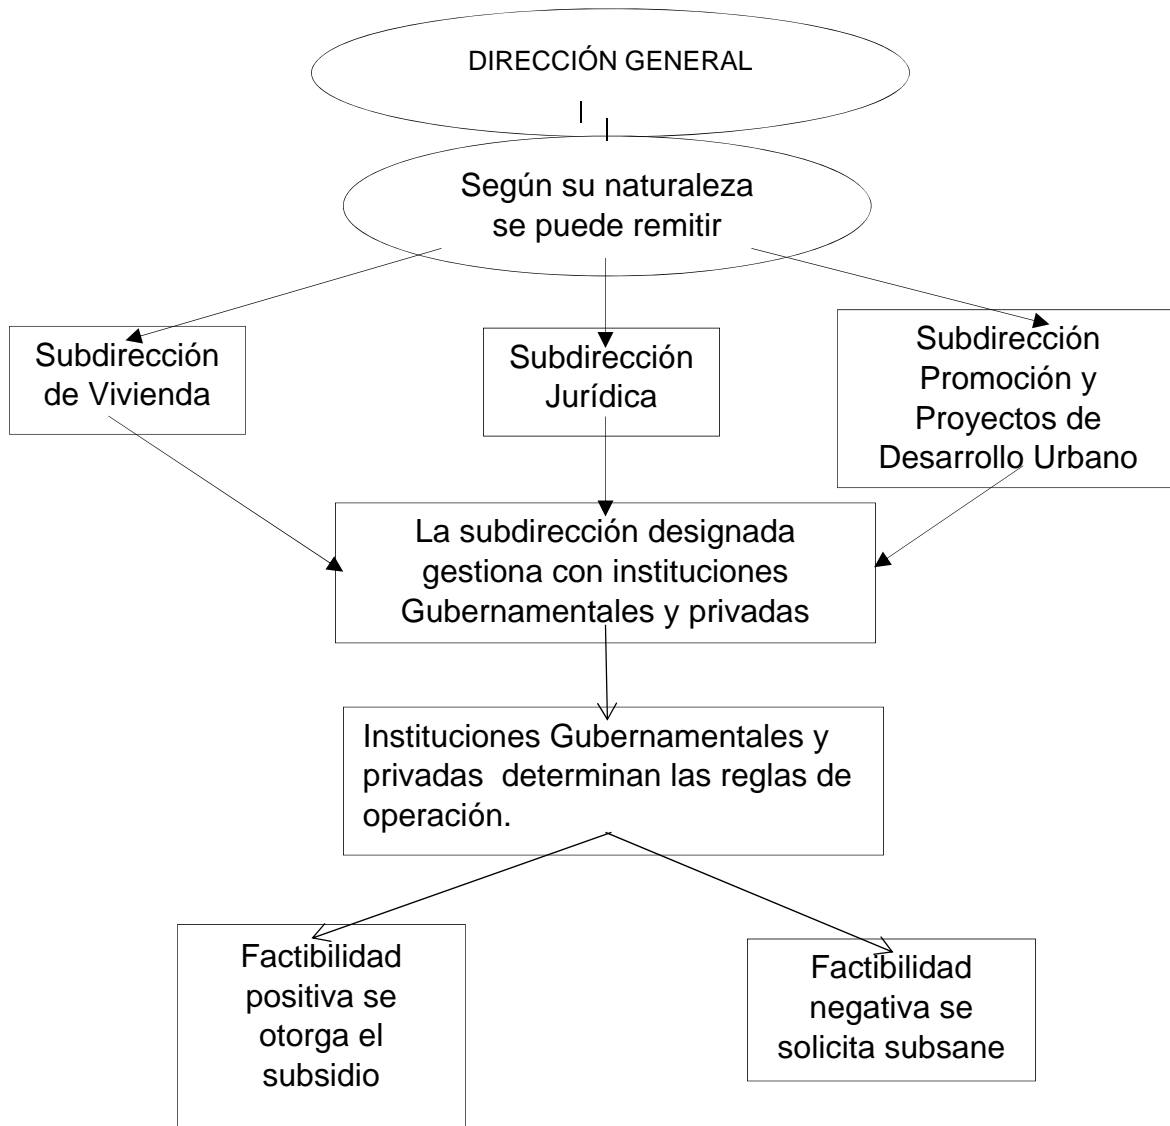 DIRECCIÓN GENERAL
Según su naturaleza
se puede remitir
Subdirección
de Vivienda
Subdirección
Jurídica
Subdirección
Promoción y
Proyectos de
Desarrollo Urbano
La subdirección designada
gestiona con instituciones
Gubernamentales y privadas
Instituciones Gubernamentales y
privadas  determinan las reglas de
operación.
Factibilidad
positiva se
otorga el
subsidio
Factibilidad
negativa se
solicita subsane